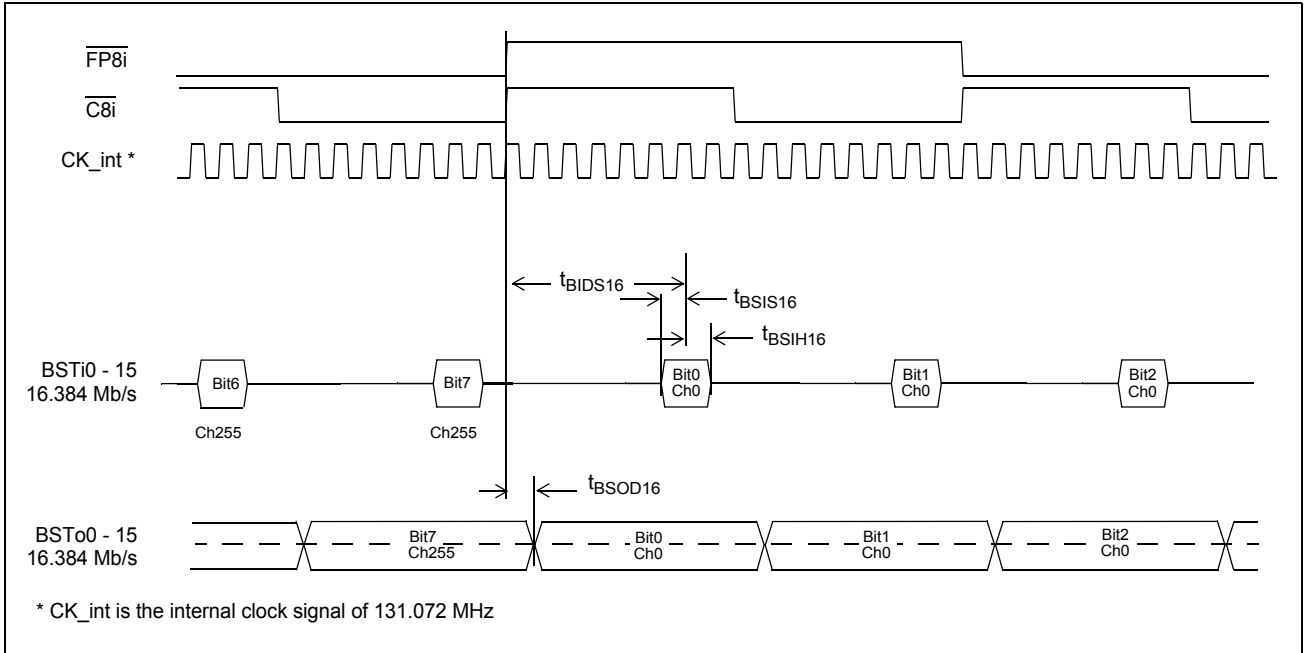 FP8i
C8i
CK_int *
tBIDS16
tBSIS16
tBSIH16
BSTi0 - 15
16.384 Mb/s
Bit6
Bit7
Bit0
Ch0
Bit1
Ch0
Bit2
Ch0
Ch255
Ch255
tBSOD16
BSTo0 - 15
16.384 Mb/s
Bit7
Ch255
Bit0
Ch0
Bit1
Ch0
Bit2
Ch0
* CK_int is the internal clock signal of 131.072 MHz